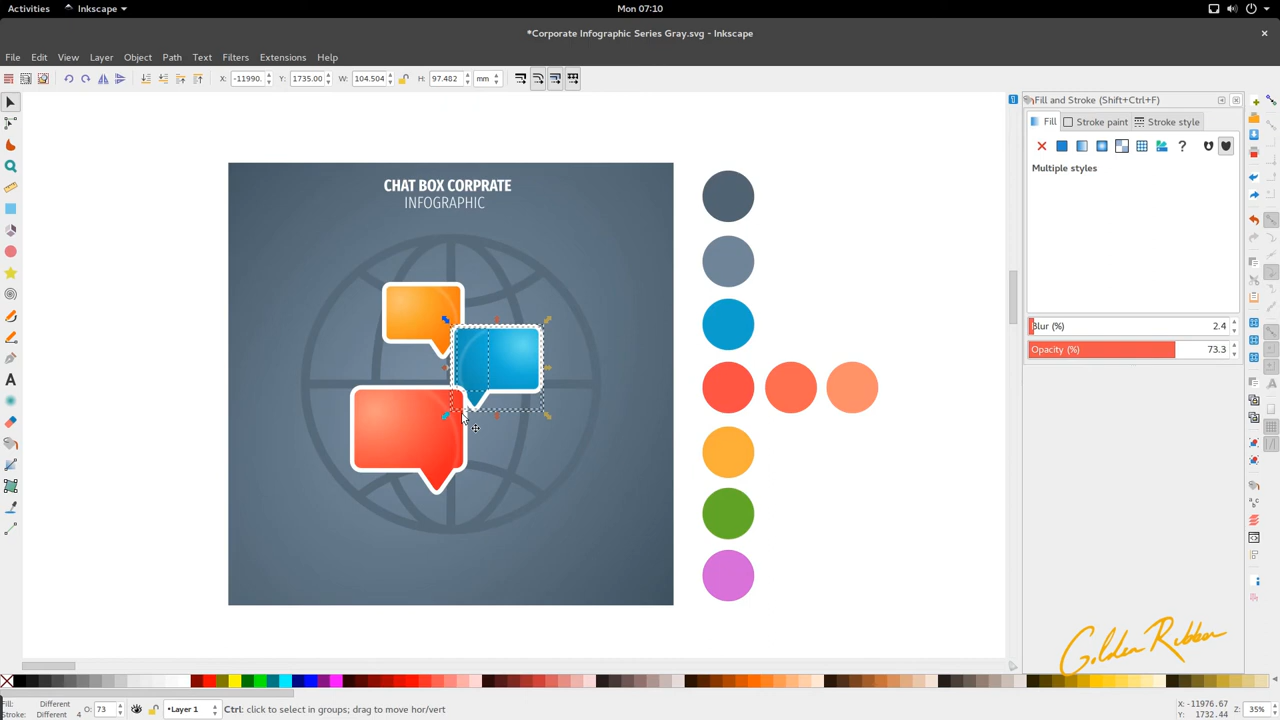 Activities Inkscape Mon 07:10
*Corporate Infographic Series Gray.svg - Inkscape
File Edit View Layer Object Path Text Filters Extensions Help
X: -11990. Y: 1735.00 W: 104.504 H: 97.482 mm
Fill and Stroke (Shift+Ctrl+F)
Fill Stroke paint Stroke style
Multiple styles
CHAT BOX CORPRATE
INFOGRAPHIC
Blur (%) 2.4
Opacity (%) 73.3
Golden Ribbon
Fill: Different
Stroke: Different 4
O: 73
Layer 1
Ctrl: click to select in groups; drag to move hor/vert
X: -11976.67
Y: 1732.44
Z: 35%